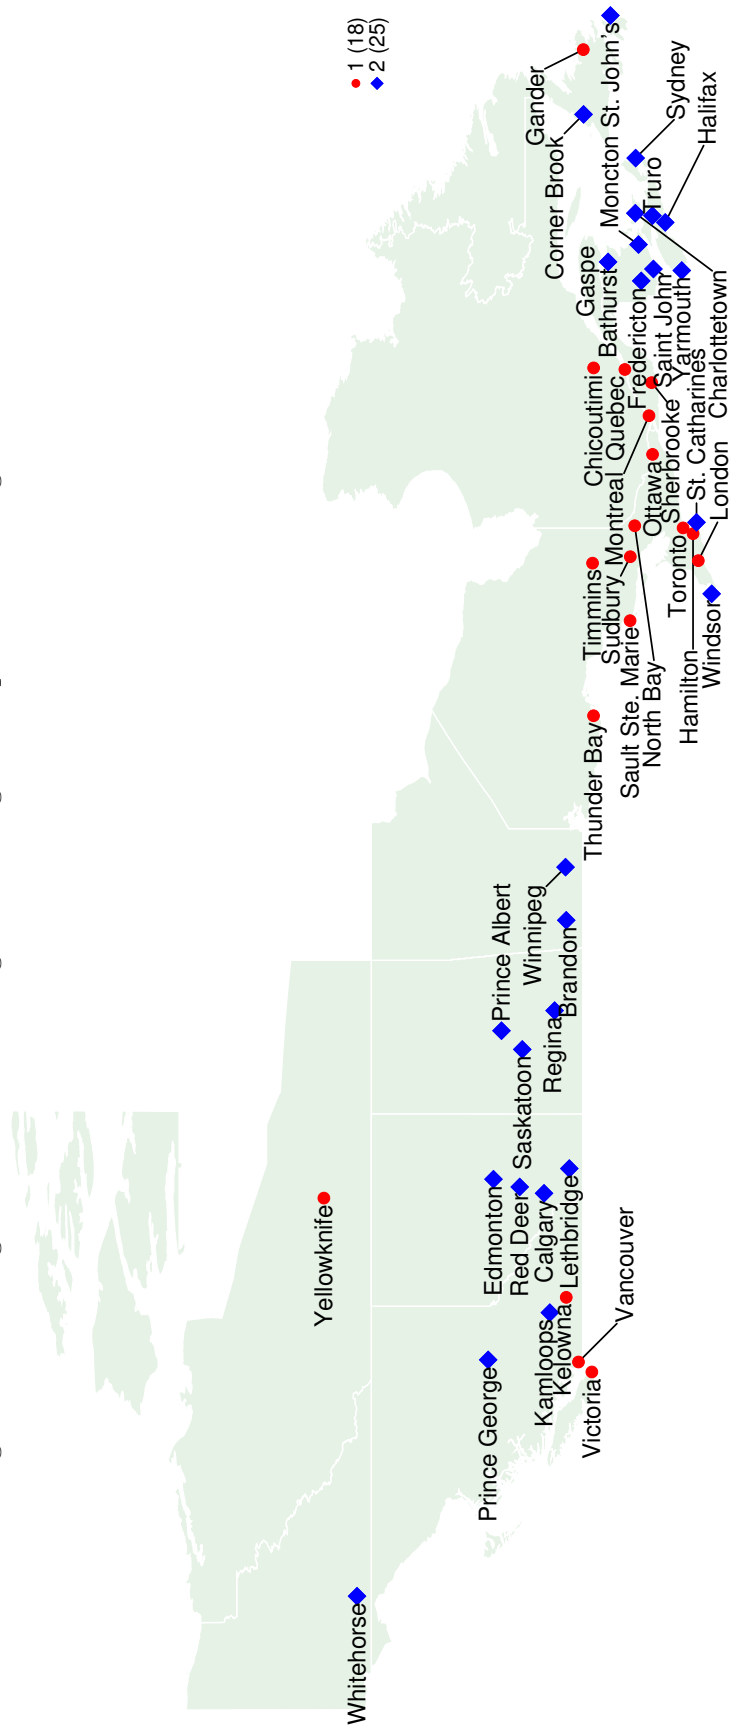 1 (18)
2 (25)
Whitehorse
Yellowknife
Prince George
Edmonton
Prince Albert
Red Deer
Saskatoon
Calgary
Kamloops
Regina
Winnipeg
Kelowna
Lethbridge
Brandon
Victoria
Vancouver
Gander
Corner Brook
St. John's
Gaspe
Moncton
Sydney
Bathurst
Truro
Halifax
Chicoutimi
Fredericton
Saint John
Yarmouth
Charlottetown
Quebec
Montreal
Sherbrooke
Ottawa
St. Catharines
London
Timmins
Sudbury
Toronto
Thunder Bay
Sault Ste. Marie
North Bay
Hamilton
Windsor